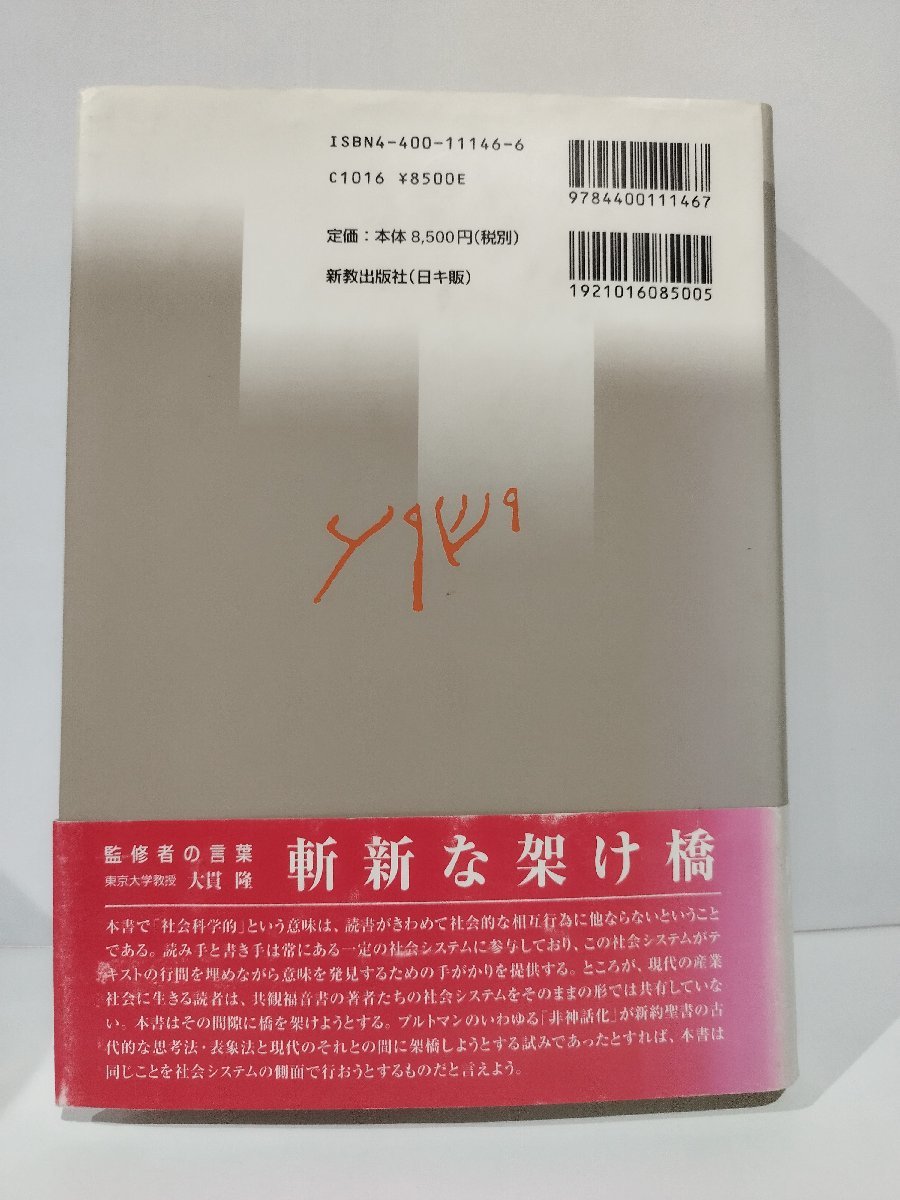 ISBN4-400-11146-6
C1016 ¥8500E
9784400111467
定価：本体8,500円（税別）
新教出版社（日キ販）
1921016085005
ישוע
監修者の言葉
東京大学教授 大貫 隆
斬新な架け橋
本書で「社会科学的」という意味は、読書がきわめて社会的な相互行為に他ならないということ
である。読み手と書き手は常にある一定の社会システムに参与しており、この社会システムがテ
キストの行間を埋めながら意味を発見するための手がかりを提供する。ところが、現代の産業
社会に生きる読者は、共観福音書の著者たちの社会システムをそのままの形では共有していな
い。本書はその間隙に橋を架けようとする。ブルトマンのいわゆる「非神話化」が新約聖書の古
代的な思考法・表象法と現代のそれとの間に架橋しようとする試みであったとすれば、本書は
同じことを社会システムの側面で行おうとするものだと言えよう。